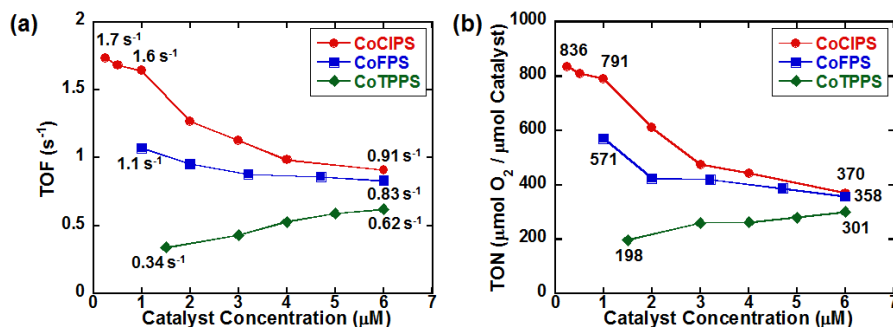 (a)
TOF (s-1)
2
1.5
1
0.5
0
1.7 s-1
1.6 s-1
CoClPS
CoFPS
CoTPPS
1.1 s-1
0.91 s-1
0.83 s-1
0.62 s-1
0.34 s-1
0 1 2 3 4 5 6 7
Catalyst Concentration (μM)
(b)
TON (μmol O2 / μmol Catalyst)
1000
800
600
400
200
0
836
791
CoClPS
CoFPS
CoTPPS
571
370
358
301
198
0 1 2 3 4 5 6 7
Catalyst Concentration (μM)